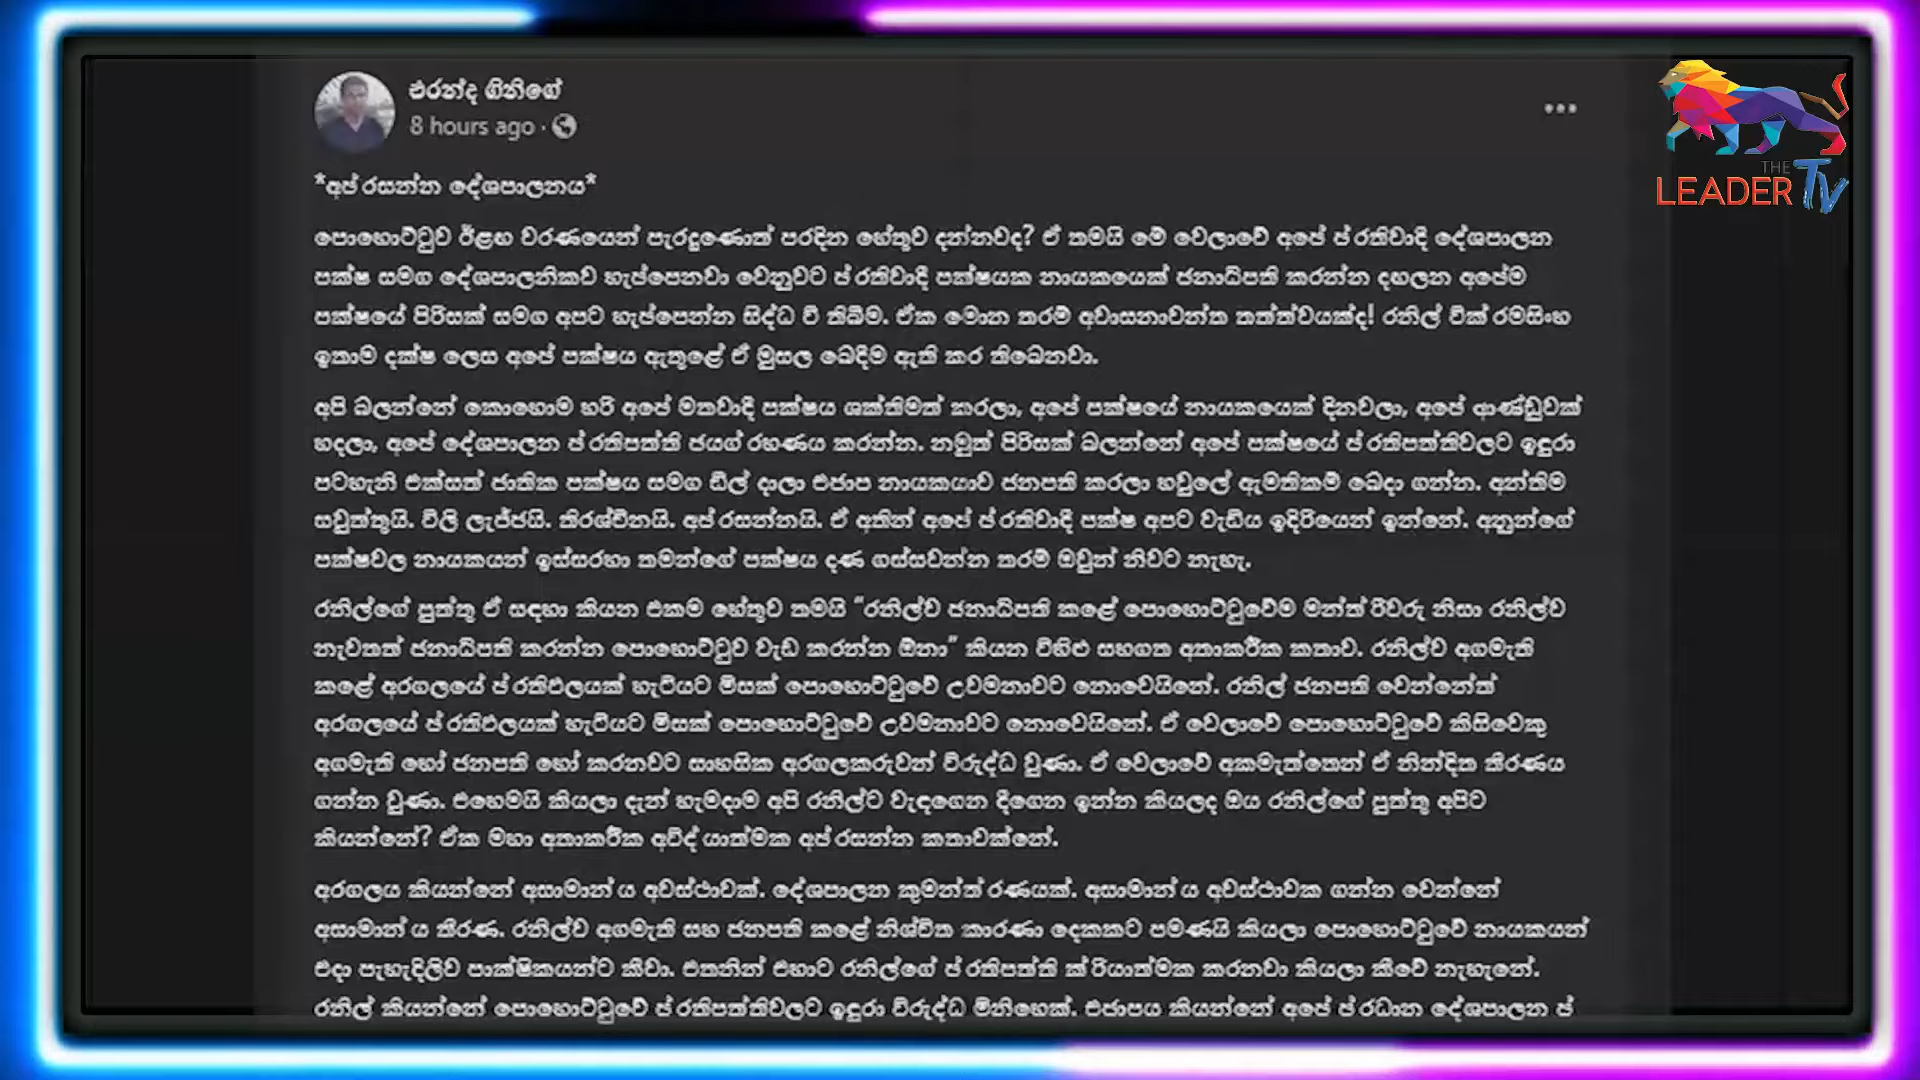 එරන්ද ගිනිගේ
8 hours ago ·
*අප්‍රසන්න දේශපාලනය*
පොහොට්ටුව ඊළඟ වරණයෙන් පැරදුණොත් පරදින හේතුව දන්නවද? ඒ තමයි මේ වෙලාවේ අපේ ප්‍රතිවාදි දේශපාලන
පක්ෂ සමග දේශපාලනිකව හැප්පෙනවා වෙනුවට ප්‍රතිවාදී පක්ෂයක නායකයෙක් ජනාධිපති කරන්න දඟලන අපේම
පක්ෂයේ පිරිසක් සමග අපට හැප්පෙන්න සිද්ධ වී තිබීම. ඒක මොන තරම් අවාසනාවන්ත තත්ත්වයක්ද! රනිල් වික්‍රමසිංහ
ඉතාම දක්ෂ ලෙස අපේ පක්ෂය ඇතුළේ ඒ මුසල බෙදීම ඇති කර තිබෙනවා.
අපි බලන්නේ කොහොම හරි අපේ මතවාදී පක්ෂය ශක්තිමත් කරලා, අපේ පක්ෂයේ නායකයෙක් දිනවලා, අපේ ආණ්ඩුවක්
හදලා, අපේ දේශපාලන ප්‍රතිපත්ති ජයග්‍රහණය කරන්න. නමුත් පිරිසක් බලන්නේ අපේ පක්ෂයේ ප්‍රතිපත්තිවලට ඉඳුරා
පටහැනි එක්සත් ජාතික පක්ෂය සමග ඩීල් දාලා එජාප නායකයාව ජනපති කරලා හවුලේ ඇමතිකම් බෙදා ගන්න. අන්තිම
සවුත්තුයි. විලි ලැජ්ජයි. තිරශ්චීනයි. අප්‍රසන්නයි. ඒ අතින් අපේ ප්‍රතිවාදී පක්ෂ අපට වැඩිය ඉදිරියෙන් ඉන්නේ. අතුන්ගේ
පක්ෂවල නායකයන් ඉස්සරහා තමන්ගේ පක්ෂය දණ ගස්සවන්න තරම් ඔවුන් නිවට නැහැ.
රනිල්ගේ පුත්තු ඒ සඳහා කියන එකම හේතුව තමයි “රනිල්ව ජනාධිපති කළේ පොහොට්ටුවේම මන්ත්‍රිවරු නිසා රනිල්ව
නැවතත් ජනාධිපති කරන්න පොහොට්ටුව වැඩ කරන්න ඕනා” කියන විහිළු සහගත අතාර්කික කතාව. රනිල්ව අගමැති
කළේ අරගලයේ ප්‍රතිඵලයක් හැටියට මිසක් පොහොට්ටුවේ උවමනාවට නොවෙයිනේ. රනිල් ජනපති වෙන්නේත්
අරගලයේ ප්‍රතිඵලයක් හැටියට මිසක් පොහොට්ටුවේ උවමනාවට නොවෙයිනේ. ඒ වෙලාවේ පොහොට්ටුවේ කිසිවෙකු
අගමැති හෝ ජනපති හෝ කරනවට සාහසික අරගලකරුවන් විරුද්ධ වුණා. ඒ වෙලාවේ අකමැත්තෙන් ඒ නින්දිත තීරණය
ගන්න වුණා. එහෙමයි කියලා දැන් හැමදාම අපි රනිල්ට වැඳගෙන දීගෙන ඉන්න කියලද ඔය රනිල්ගේ පුත්තු අපිට
කියන්නේ? ඒක මහා අතාර්කික අවිද්‍යාත්මක අප්‍රසන්න කතාවක්නේ.
අරගලය කියන්නේ අසාමාන්‍ය අවස්ථාවක්. දේශපාලන කුමන්ත්‍රණයක්. අසාමාන්‍ය අවස්ථාවක ගන්න වෙන්නේ
අසාමාන්‍ය තීරණ. රනිල්ව අගමැති සහ ජනපති කළේ නිශ්චිත කාරණා දෙකකට පමණයි කියලා පොහොට්ටුවේ නායකයන්
එදා පැහැදිලිව පාක්ෂිකයන්ට කීවා. එතනින් එහාට රනිල්ගේ ප්‍රතිපත්ති ක්‍රියාත්මක කරනවා කියලා කීවේ නැහැනේ.
රනිල් කියන්නේ පොහොට්ටුවේ ප්‍රතිපත්තිවලට ඉඳුරා විරුද්ධ මිනිහෙක්. එජාපය කියන්නේ අපේ ප්‍රධාන දේශපාලන ප්‍
THE
LEADER TV